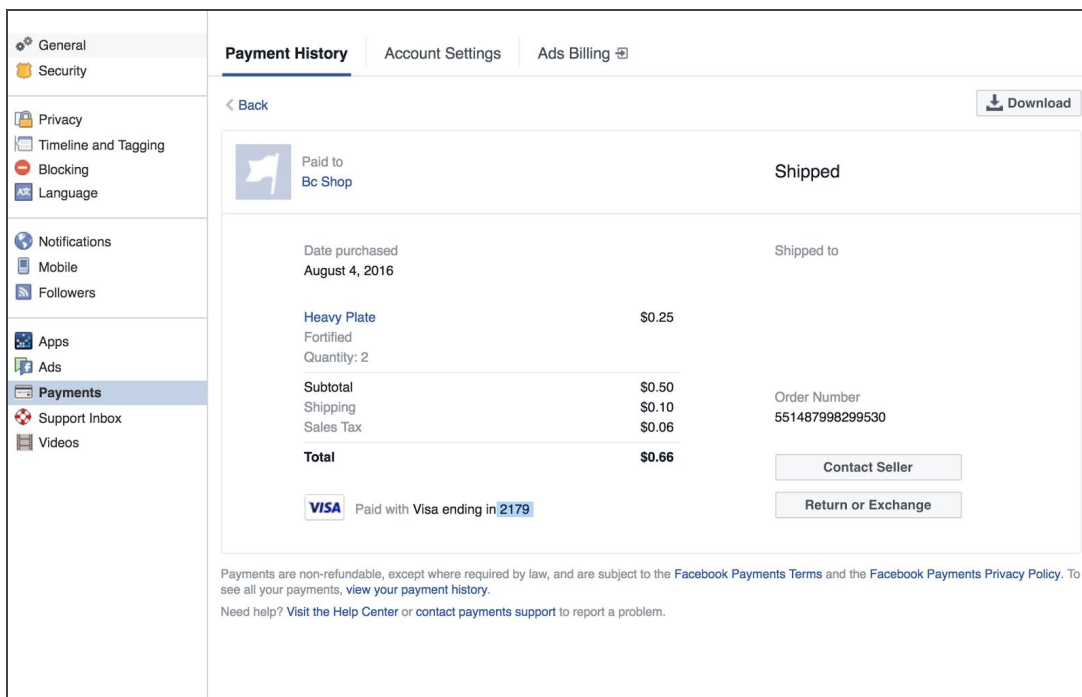 General
Security
Privacy
Timeline and Tagging
Blocking
Language
Notifications
Mobile
Followers
Apps
Ads
Payments
Support Inbox
Videos
Payment History Account Settings Ads Billing
Back
Download
Paid to
Bc Shop
Shipped
Date purchased
August 4, 2016
Shipped to
Heavy Plate $0.25
Fortified
Quantity: 2
Subtotal $0.50
Shipping $0.10
Sales Tax $0.06
Total $0.66
Order Number
551487998299530
Contact Seller
Return or Exchange
VISA Paid with Visa ending in 2179
Payments are non-refundable, except where required by law, and are subject to the Facebook Payments Terms and the Facebook Payments Privacy Policy. To
see all your payments, view your payment history.
Need help? Visit the Help Center or contact payments support to report a problem.